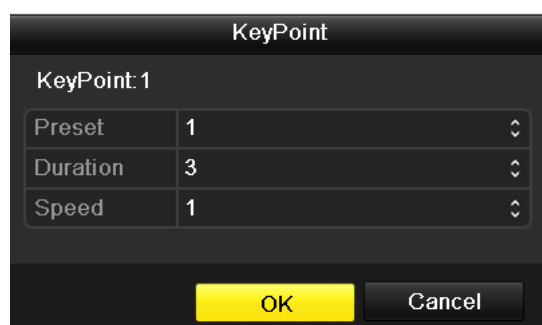 KeyPoint
KeyPoint:1
Preset 1
Duration 3
Speed 1
OK Cancel